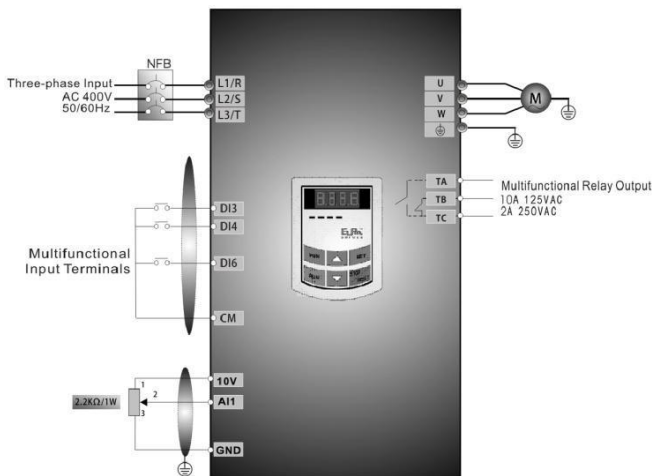 NFB
Three-phase Input
AC 400V
50/60Hz
L1/R
L2/S
L3/T
U
V
W
M
TA
TB
TC
Multifunctional Relay Output
10A 125VAC
2A 250VAC
DI3
DI4
DI6
CM
Multifunctional
Input Terminals
RUN
10V
AI1
GND
1
2
3
2.2KΩ/1W